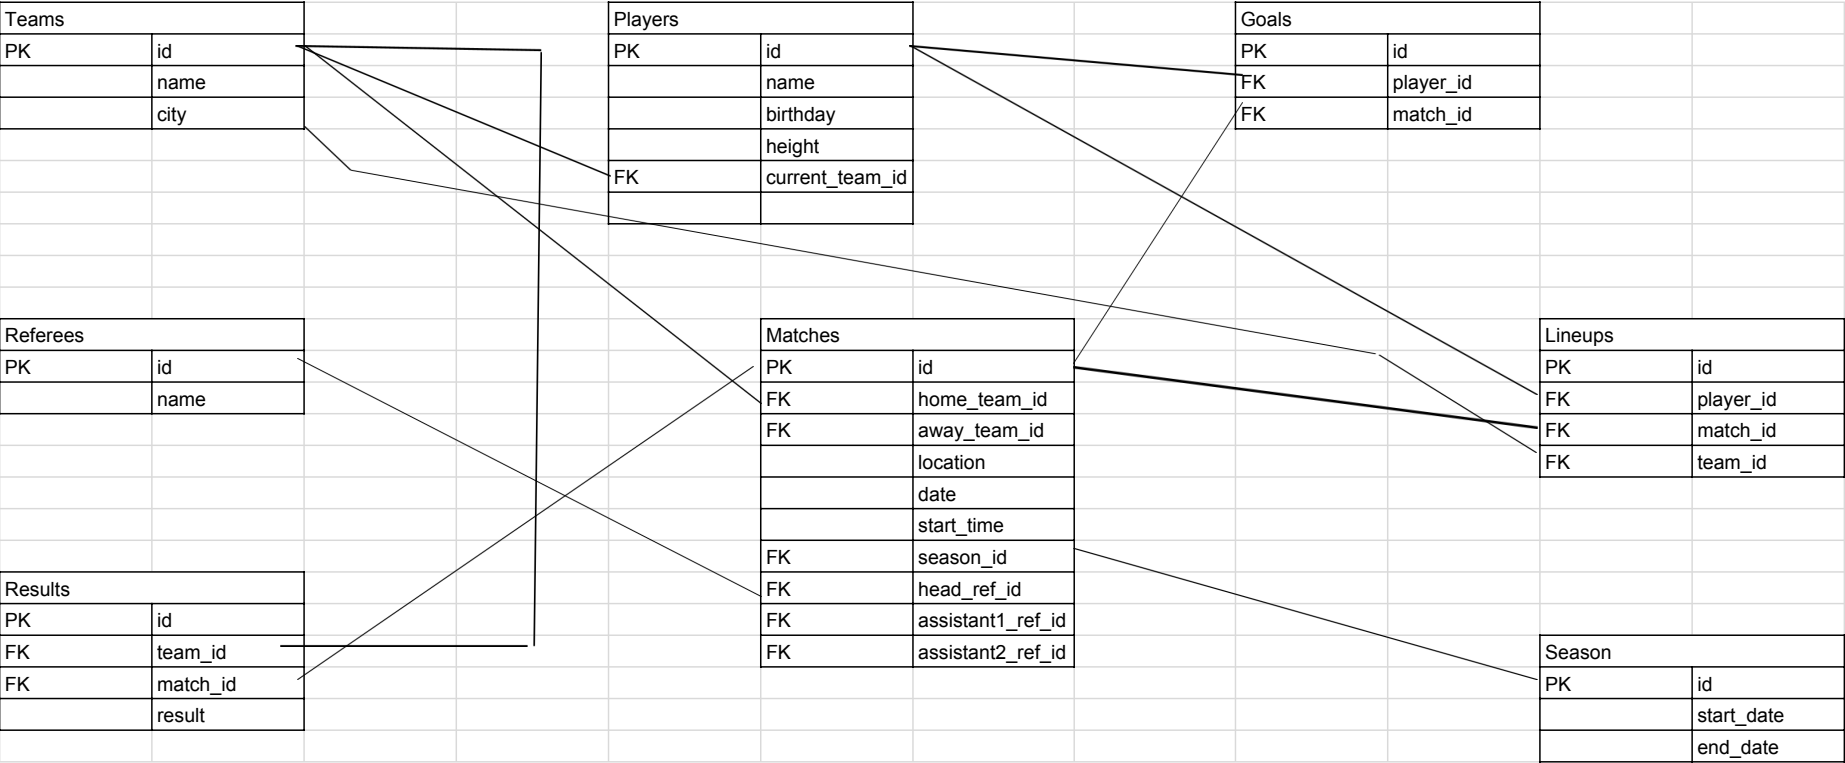 Teams
PK id
name
city
Players
PK id
name
birthday
height
FK current_team_id
Goals
PK id
FK player_id
FK match_id
Referees
PK id
name
Matches
PK id
FK home_team_id
FK away_team_id
location
date
start_time
FK season_id
FK head_ref_id
FK assistant1_ref_id
FK assistant2_ref_id
Lineups
PK id
FK player_id
FK match_id
FK team_id
Results
PK id
FK team_id
FK match_id
result
Season
PK id
start_date
end_date